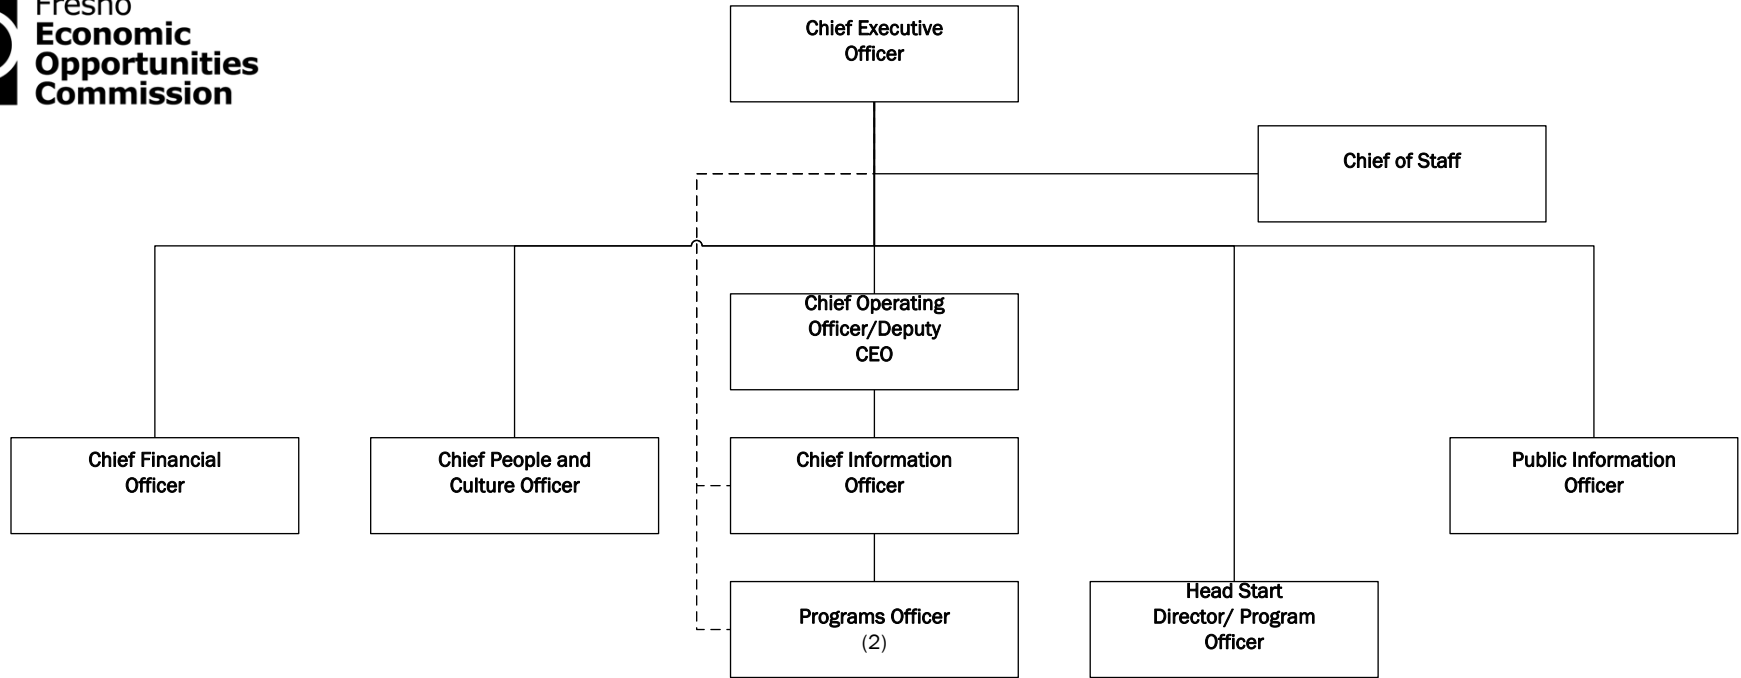 Fresno
Economic
Opportunities
Commission
Chief Executive
Officer
Chief of Staff
Chief Operating
Officer/Deputy
CEO
Chief Financial
Officer
Chief People and
Culture Officer
Chief Information
Officer
Public Information
Officer
Programs Officer
(2)
Head Start
Director/ Program
Officer